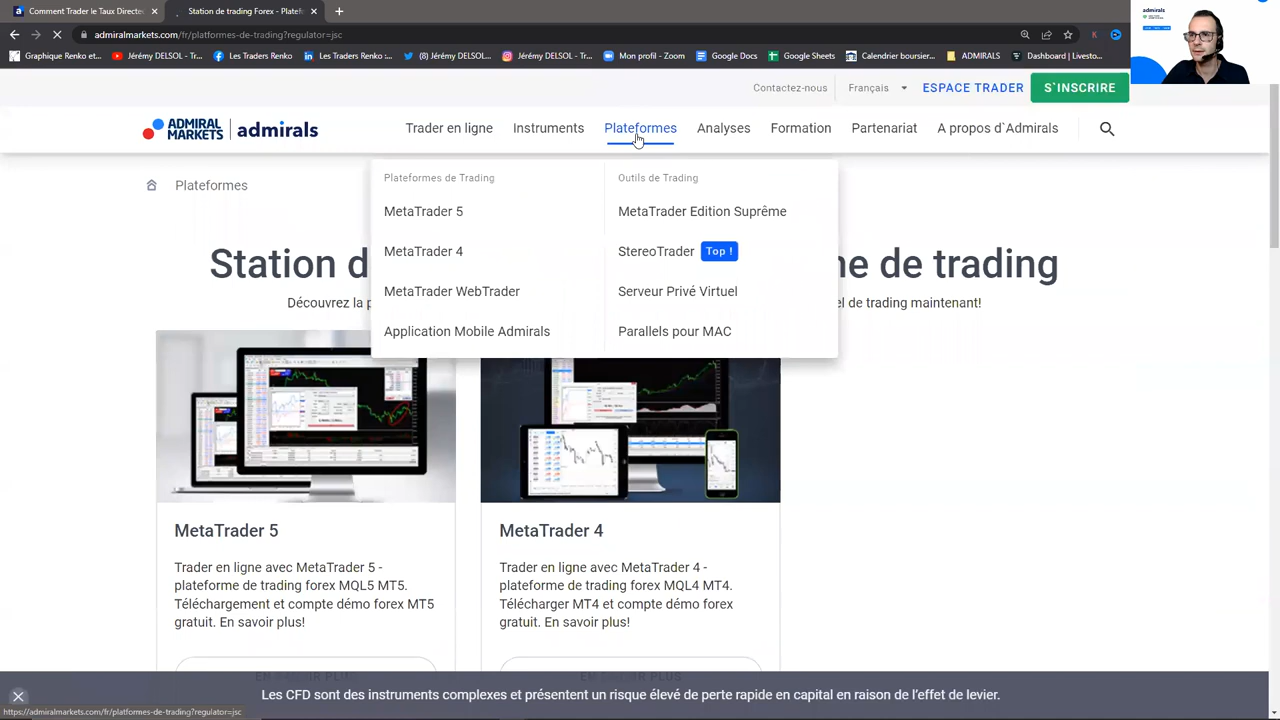 Comment Trader le Taux Directeu
Station de trading Forex - Platefo
admiralmarkets.com/fr/plateformes-de-trading?regulator=jsc
Graphique Renko et ...
Jérémy DELSOL - Tr...
Les Traders Renko :...
(8) Jérémy DELSOL...
Jérémy DELSOL - Tr...
Mon profil - Zoom
Google Docs
Google Sheets
Calendrier boursier...
ADMIRALS
Dashboard | Livesto...
admirals
Contactez-nous
Français
ESPACE TRADER
S`INSCRIRE
ADMIRAL MARKETS
admirals
Trader en ligne
Instruments
Plateformes
Analyses
Formation
Partenariat
A propos d`Admirals
Plateformes
Plateformes de Trading
MetaTrader 5
MetaTrader 4
MetaTrader WebTrader
Application Mobile Admirals
Outils de Trading
MetaTrader Edition Suprême
StereoTrader Top !
Serveur Privé Virtuel
Parallels pour MAC
Station d
de trading
Découvrez la
de trading maintenant!
MetaTrader 5
Trader en ligne avec MetaTrader 5 -
plateforme de trading forex MQL5 MT5.
Téléchargement et compte démo forex MT5
gratuit. En savoir plus!
EN SAVOIR PLUS
MetaTrader 4
Trader en ligne avec MetaTrader 4 -
plateforme de trading forex MQL4 MT4.
Télécharger MT4 et compte démo forex
gratuit. En savoir plus!
EN SAVOIR PLUS
Les CFD sont des instruments complexes et présentent un risque élevé de perte rapide en capital en raison de l’effet de levier.
https://admiralmarkets.com/fr/plateformes-de-trading?regulator=jsc